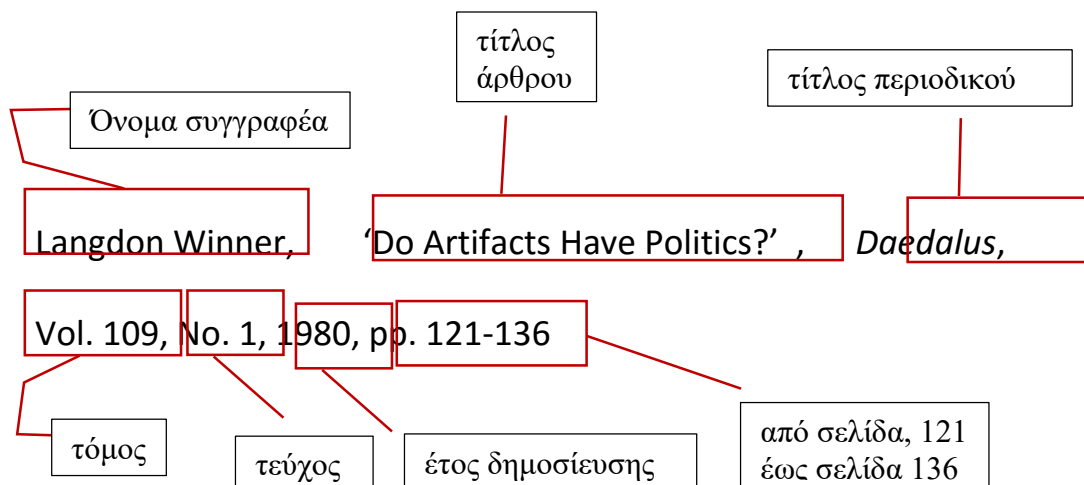 τίτλος
άρθρου
τίτλος περιοδικού
Όνομα συγγραφέα
Langdon Winner, ‘Do Artifacts Have Politics?’ , Daedalus,
Vol. 109, No. 1, 1980, pp. 121-136
τόμος
τεύχος
έτος δημοσίευσης
από σελίδα, 121
έως σελίδα 136